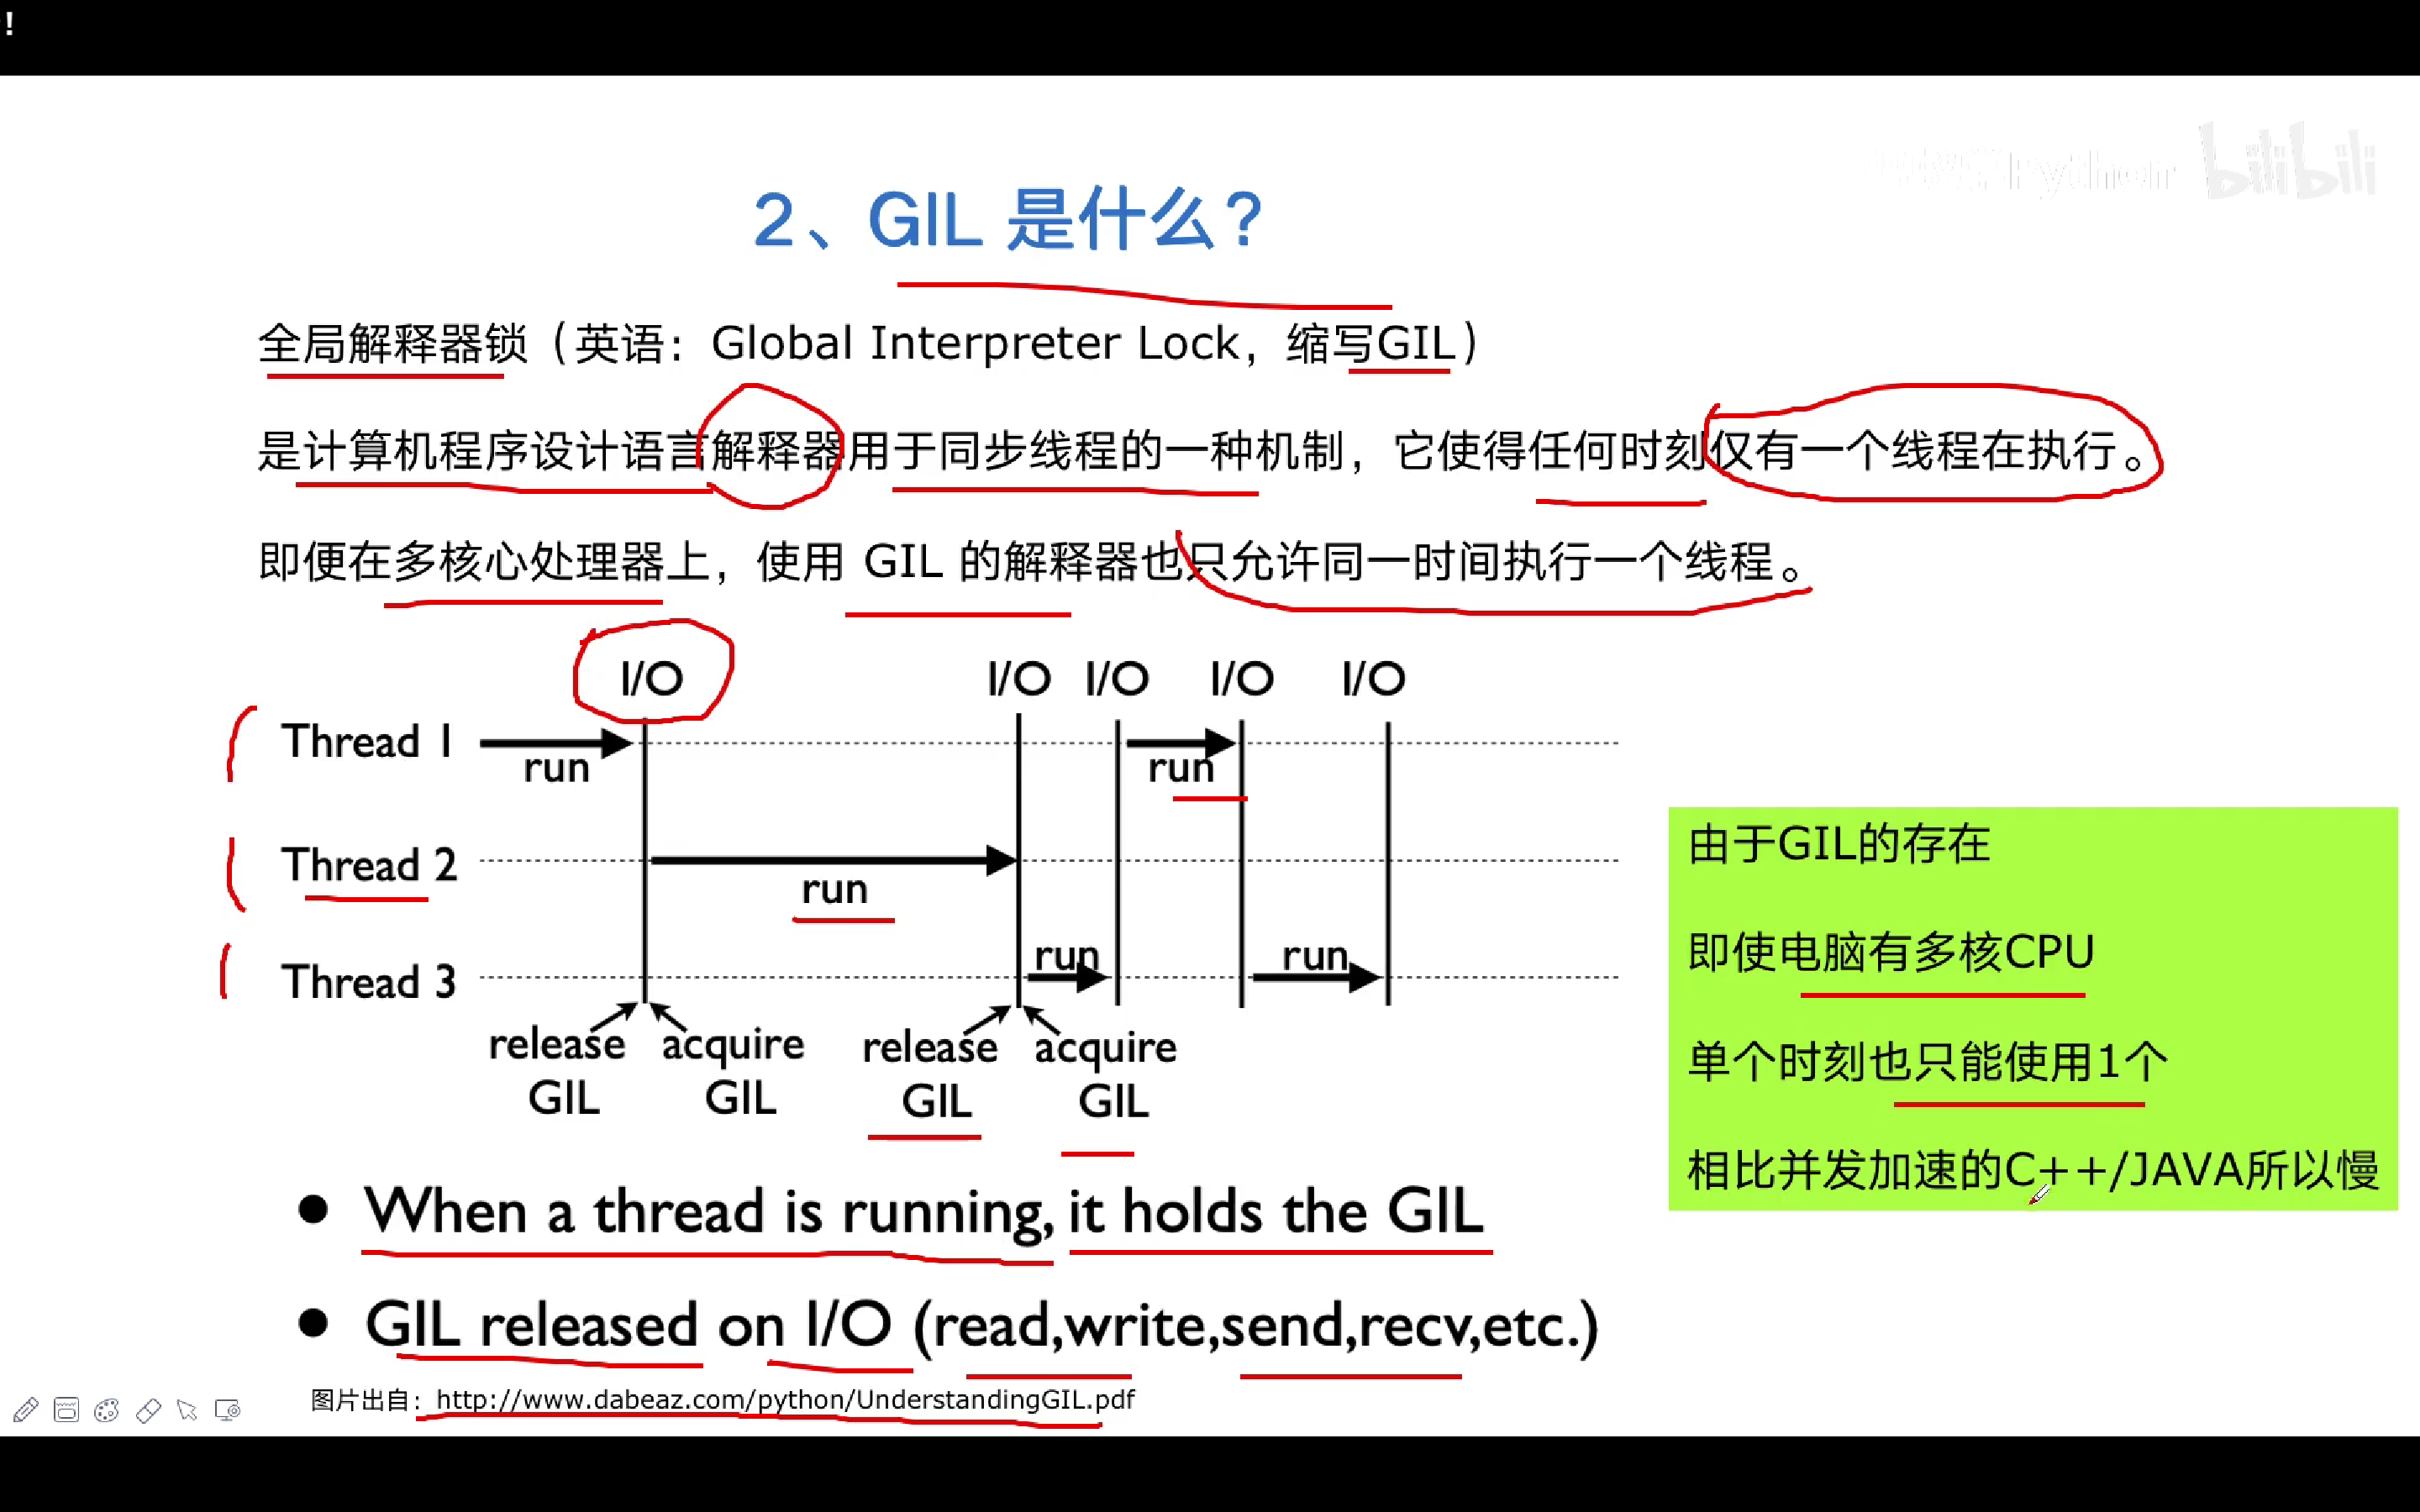 !
Python bilibili
2、GIL 是什么？
全局解释器锁（英语：Global Interpreter Lock，缩写GIL）
是计算机程序设计语言解释器用于同步线程的一种机制，它使得任何时刻仅有一个线程在执行。
即便在多核心处理器上，使用 GIL 的解释器也只允许同一时间执行一个线程。
I/O I/O I/O I/O I/O
Thread 1
run run
Thread 2
run
run run
Thread 3
release acquire release acquire
GIL GIL GIL GIL
由于GIL的存在
即使电脑有多核CPU
单个时刻也只能使用1个
相比并发加速的C++/JAVA所以慢
● When a thread is running, it holds the GIL
● GIL released on I/O (read,write,send,recv,etc.)
图片出自：http://www.dabeaz.com/python/UnderstandingGIL.pdf